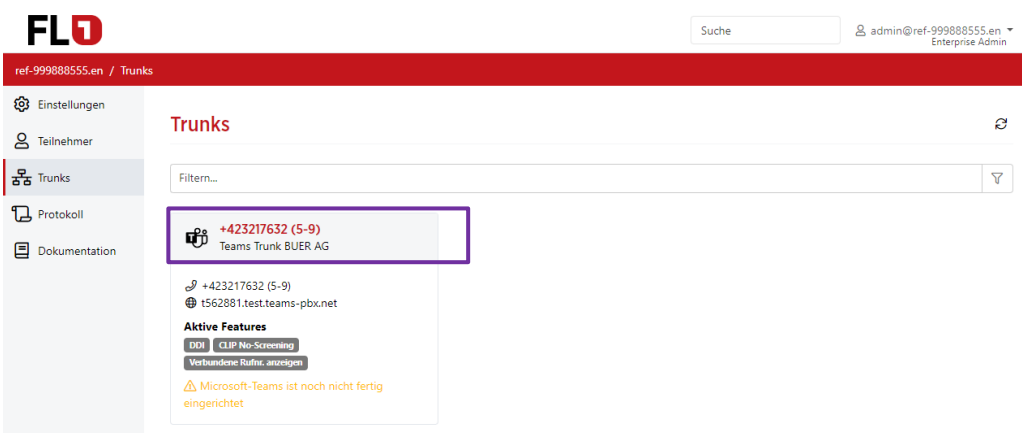 FL1
Suche
admin@ref-999888555.en
Enterprise Admin
ref-999888555.en / Trunks
Einstellungen
Teilnehmer
Trunks
Protokoll
Dokumentation
Trunks
Filtern...
+423217632 (5-9)
Teams Trunk BUER AG
+423217632 (5-9)
t562881.test.teams-pbx.net
Aktive Features
DDI CLIP No-Screening
Verbundene Rufnr. anzeigen
Microsoft-Teams ist noch nicht fertig
eingerichtet